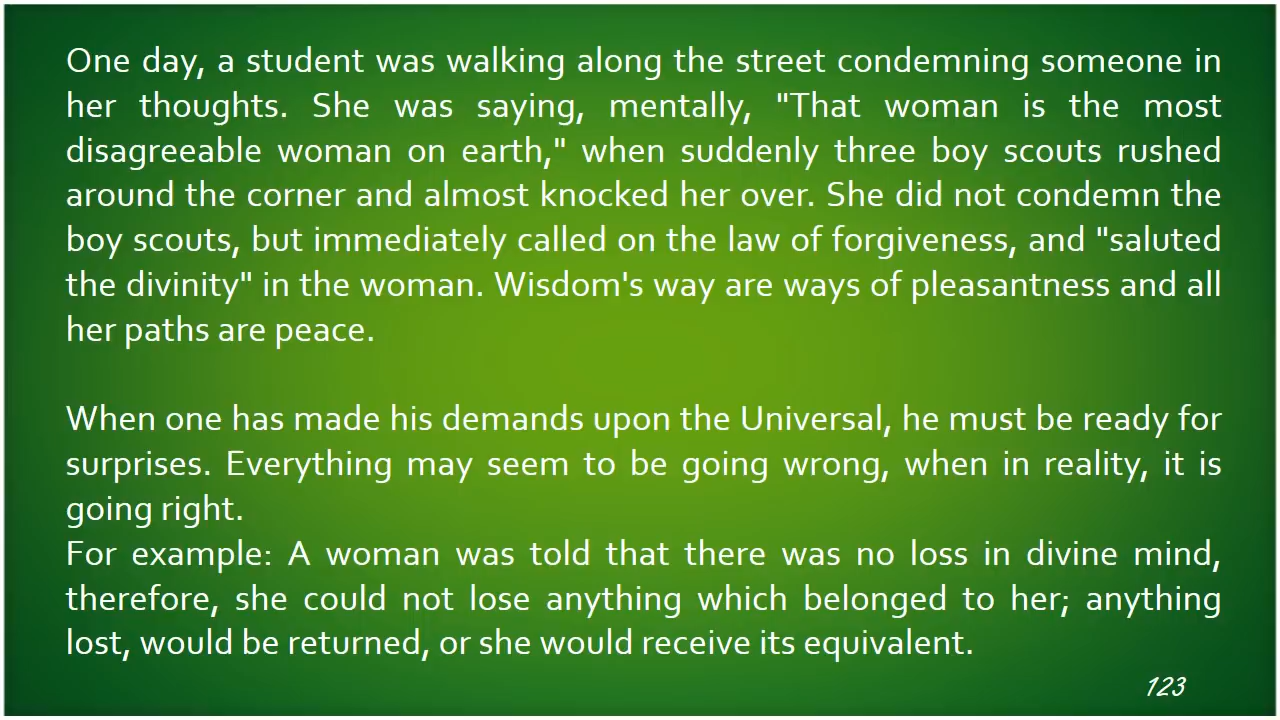 One day, a student was walking along the street condemning someone in
her thoughts. She was saying, mentally, "That woman is the most
disagreeable woman on earth," when suddenly three boy scouts rushed
around the corner and almost knocked her over. She did not condemn the
boy scouts, but immediately called on the law of forgiveness, and "saluted
the divinity" in the woman. Wisdom's way are ways of pleasantness and all
her paths are peace.
When one has made his demands upon the Universal, he must be ready for
surprises. Everything may seem to be going wrong, when in reality, it is
going right.
For example: A woman was told that there was no loss in divine mind,
therefore, she could not lose anything which belonged to her; anything
lost, would be returned, or she would receive its equivalent.
123